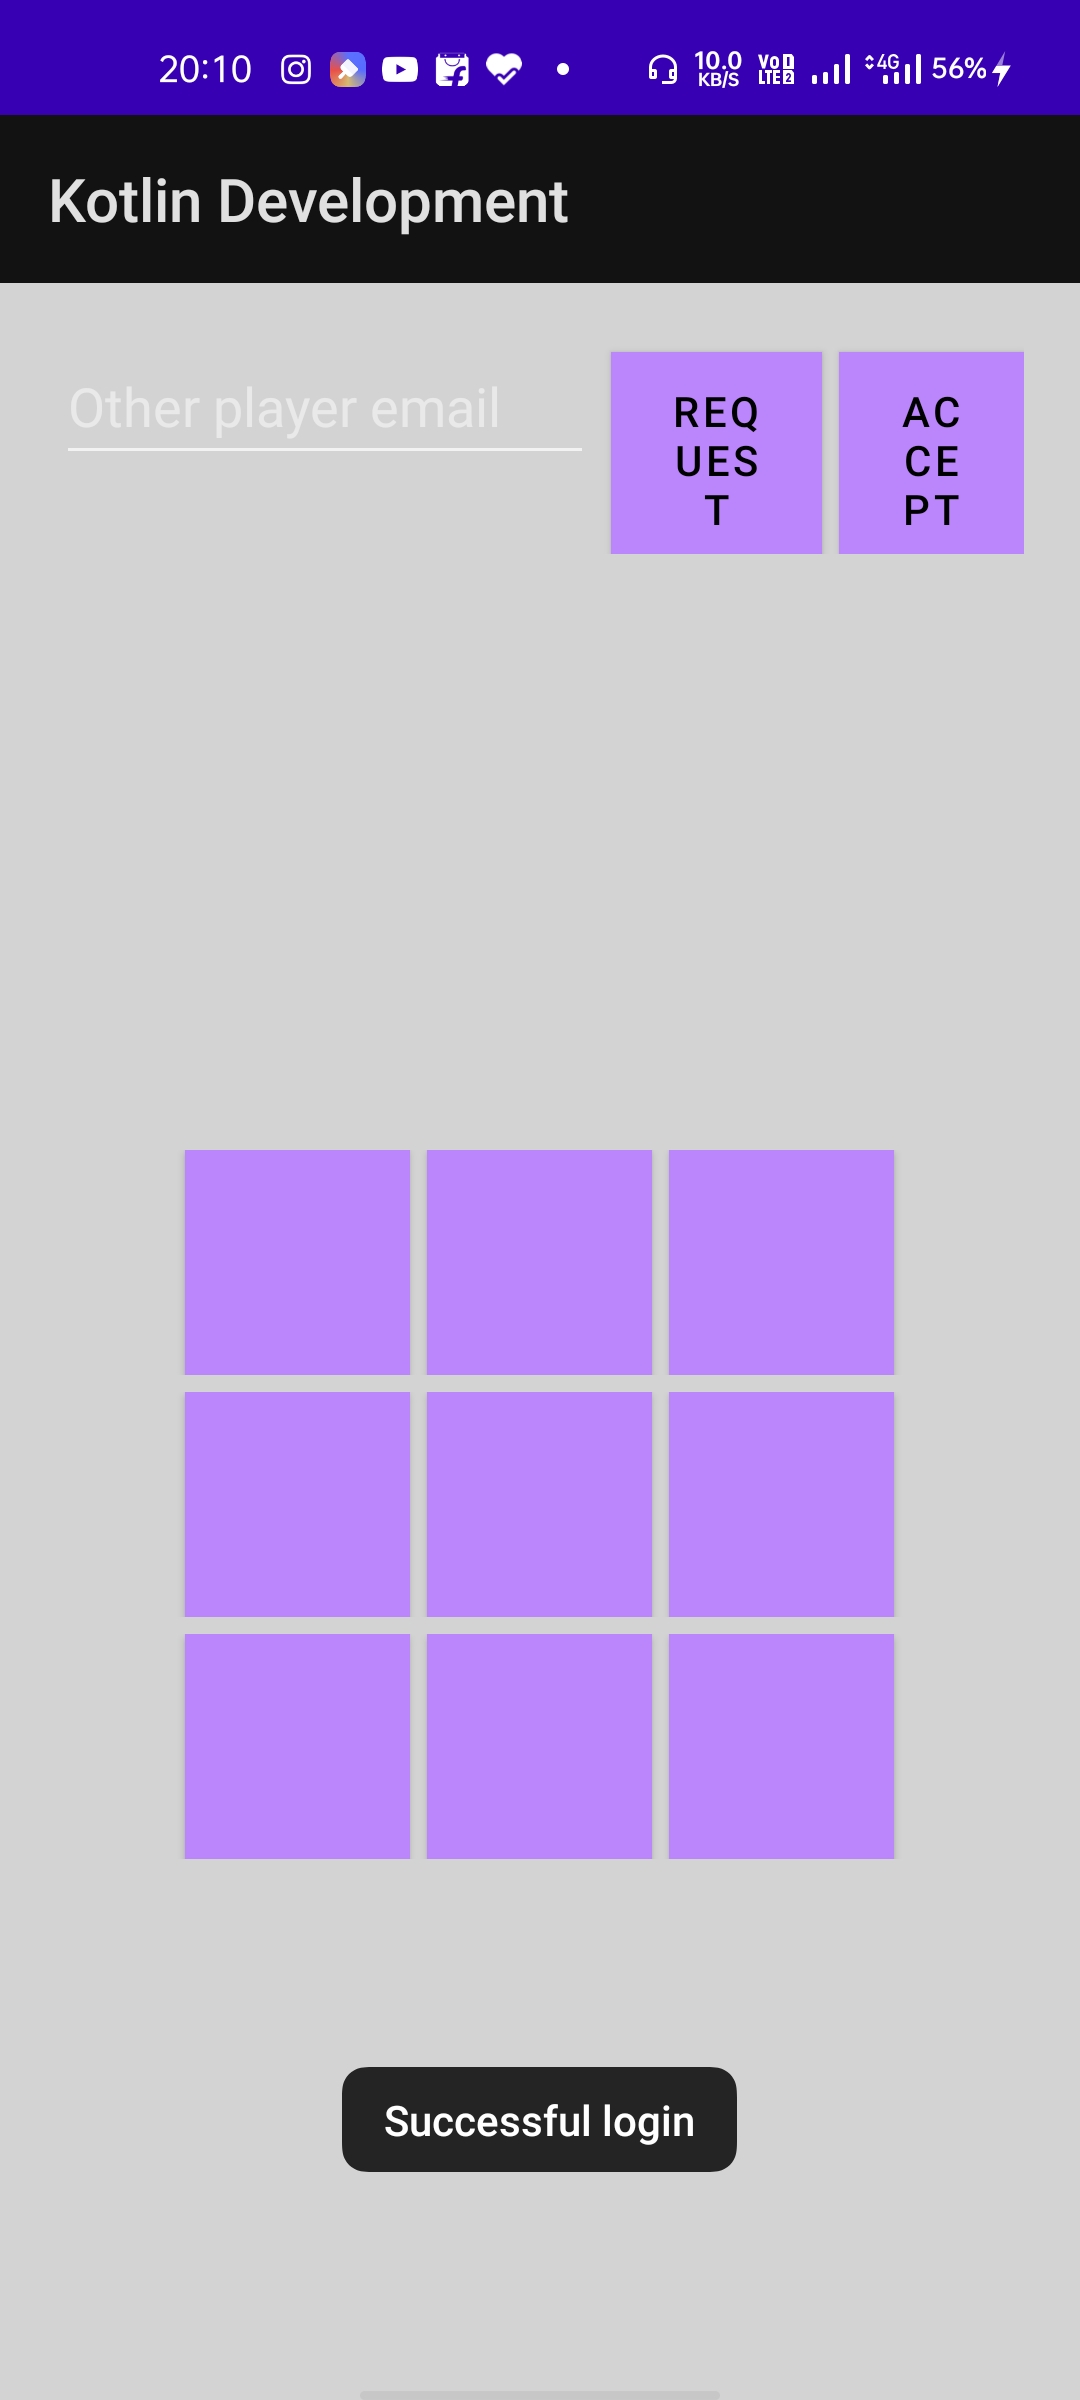 20:10 10.0 KB/S VoD LTE2 4G 56%
Kotlin Development
Other player email
REQ
UES
T
AC
CE
PT
Successful login